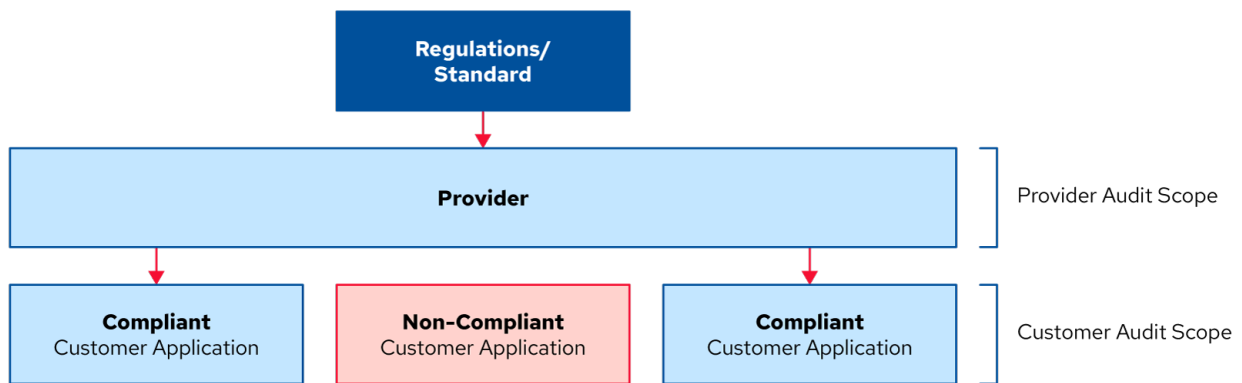 Regulations/
Standard
Provider
Provider Audit Scope
Compliant
Customer Application
Non-Compliant
Customer Application
Compliant
Customer Application
Customer Audit Scope